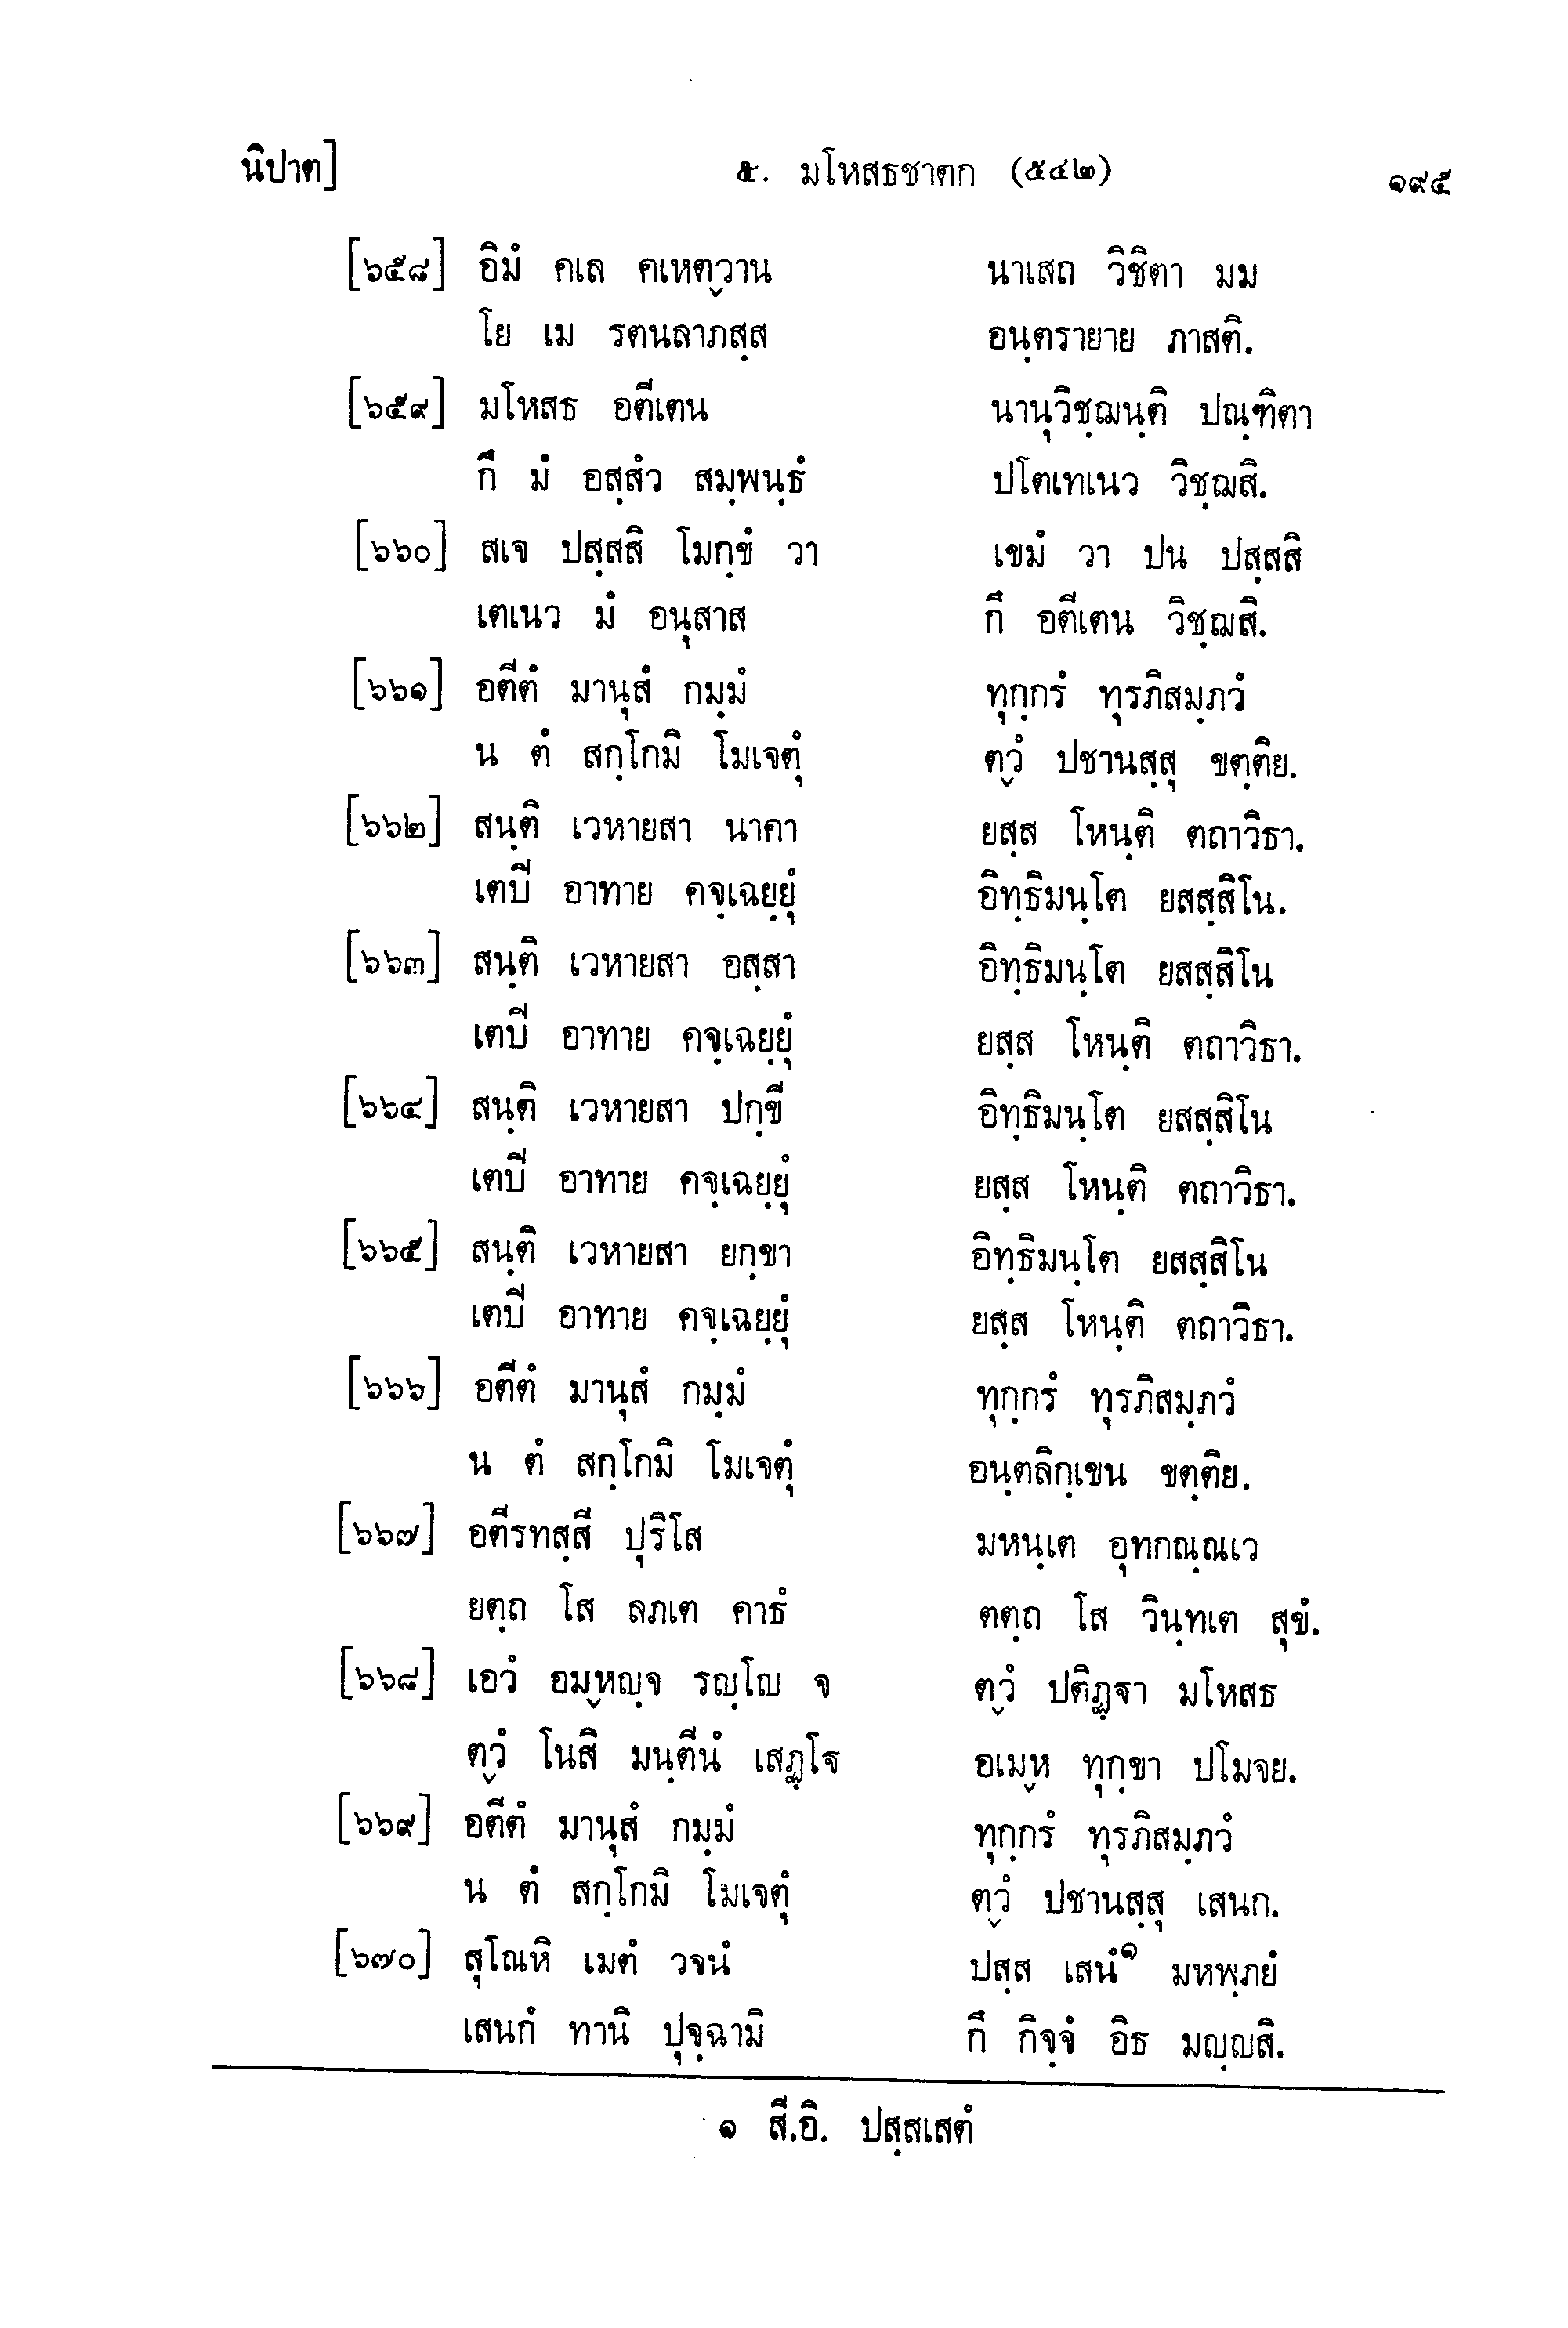 นิปาต] ๕. มโหสธชาตก (๕๔๒) ๑๙๕
[๖๕๘] อิมํ คเล คเหตฺวาน นาเสถ วิชิตา มม
โย เม รตนลาภสฺส อนฺตรายาย ภาสติ.
[๖๕๙] มโหสธ อตีเตน นานุวิชฺฌนฺติ ปณฺฑิตา
กึ มํ อสฺสํว สมฺพนฺธํ ปโตเทเนว วิชฺฌสิ.
[๖๖๐] สเจ ปสฺสสิ โมกฺขํ วา เขมํ วา ปน ปสฺสสิ
เตเนว มํ อนุสาส กึ อตีเตน วิชฺฌสิ.
[๖๖๑] อตีตํ มานุสํ กมฺมํ ทุกฺกรํ ทุรภิสมฺภวํ
น ตํ สกฺโกมิ โมเจตุํ ตฺวํ ปชานสฺสุ ขตฺติย.
[๖๖๒] สนฺติ เวหายสา นาคา ยสฺส โหนฺติ ตถาวิธา.
เตปี อาทาย คจฺเฉยฺยุํ อิทฺธิมนฺโต ยสสฺสิโน.
[๖๖๓] สนฺติ เวหายสา อสฺสา อิทฺธิมนฺโต ยสสฺสิโน
เตปี อาทาย คจฺเฉยฺยุํ ยสฺส โหนฺติ ตถาวิธา.
[๖๖๔] สนฺติ เวหายสา ปกฺขี อิทฺธิมนฺโต ยสสฺสิโน
เตปี อาทาย คจฺเฉยฺยุํ ยสฺส โหนฺติ ตถาวิธา.
[๖๖๕] สนฺติ เวหายสา ยกฺขา อิทฺธิมนฺโต ยสสฺสิโน
เตปี อาทาย คจฺเฉยฺยุํ ยสฺส โหนฺติ ตถาวิธา.
[๖๖๖] อตีตํ มานุสํ กมฺมํ ทุกฺกรํ ทุรภิสมฺภวํ
น ตํ สกฺโกมิ โมเจตุํ อนฺตลิกฺเขน ขตฺติย.
[๖๖๗] อตีรทสฺสี ปุริโส มหนฺเต อุทกณฺณเว
ยตฺถ โส ลภเต คาธํ ตตฺถ โส วินฺทเต สุขํ.
[๖๖๘] เอวํ อมฺหญฺจ รญฺโญ จ ตฺวํ ปติฏฺฐา มโหสธ
ตฺวํ โนสิ มนฺตีนํ เสฏฺโฐ อเมฺห ทุกฺขา ปโมจย.
[๖๖๙] อตีตํ มานุสํ กมฺมํ ทุกฺกรํ ทุรภิสมฺภวํ
น ตํ สกฺโกมิ โมเจตุํ ตฺวํ ปชานสฺสุ เสนก.
[๖๗๐] สุโณหิ เมตํ วจนํ ปสฺส เสนํ๑ มหพฺภยํ
เสนกํ ทานิ ปุจฺฉามิ กึ กิจฺจํ อิธ มญฺญสิ.
๑ สี.อิ. ปสฺสเสตํ